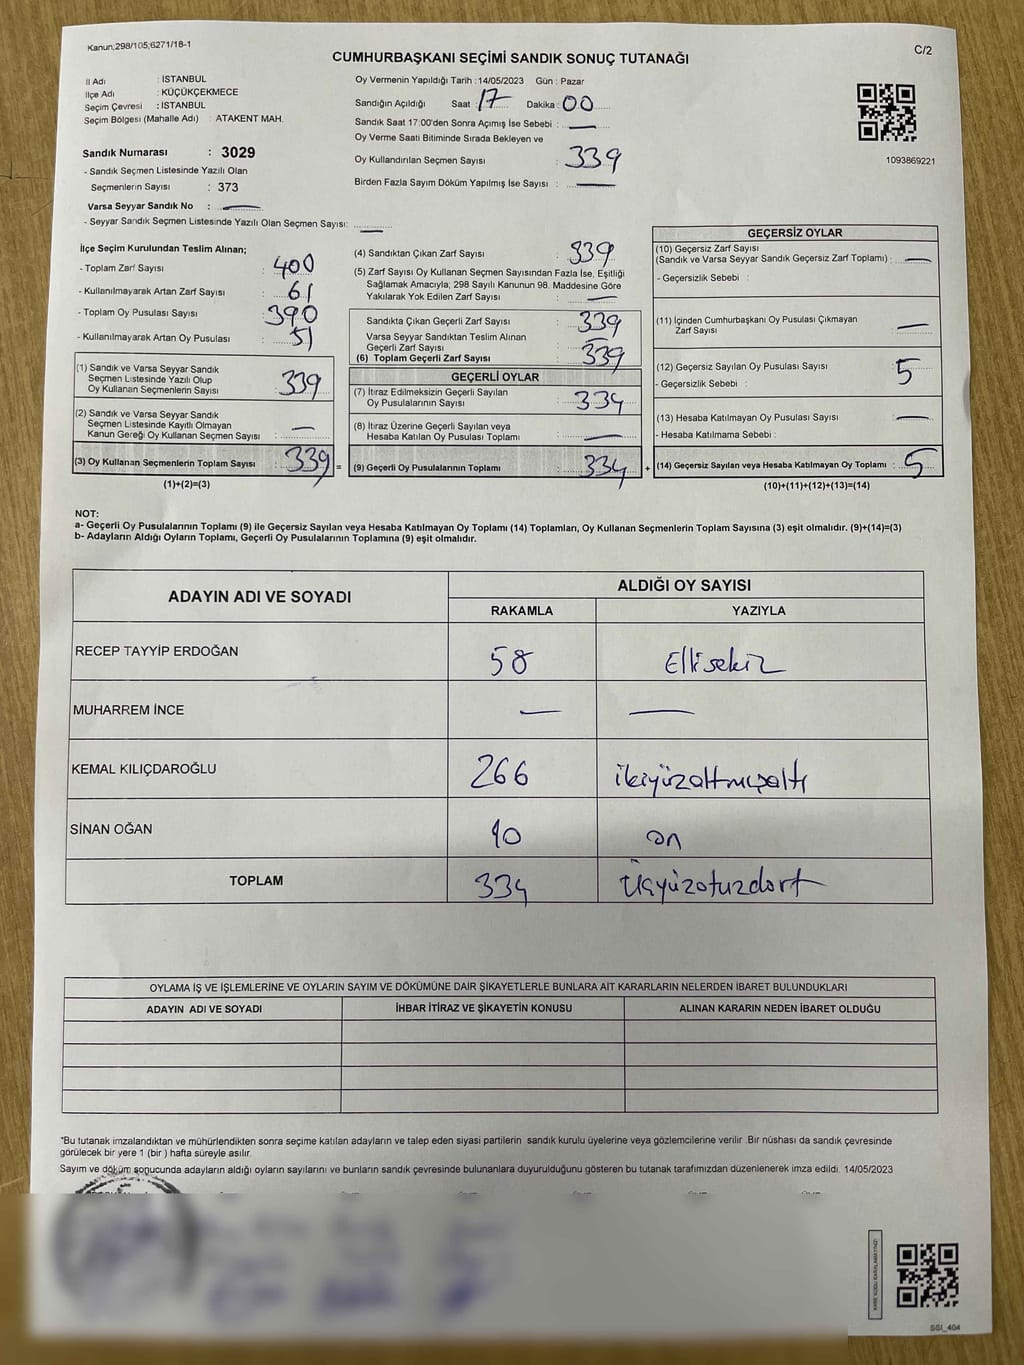 Kanun;298/105;6271/18-1
C/2
CUMHURBAŞKANI SEÇİMİ SANDIK SONUÇ TUTANAĞI
İl Adı : İSTANBUL
İlçe Adı : KÜÇÜKÇEKMECE
Seçim Çevresi : İSTANBUL
Seçim Bölgesi (Mahalle Adı) : ATAKENT MAH.
Sandık Numarası : 3029
- Sandık Seçmen Listesinde Yazılı Olan
Seçmenlerin Sayısı : 373
Varsa Seyyar Sandık No : —
- Seyyar Sandık Seçmen Listesinde Yazılı Olan Seçmen Sayısı: —
Oy Vermenin Yapıldığı Tarih : 14/05/2023 Gün : Pazar
Sandığın Açıldığı Saat : 17 Dakika : 00
Sandık Saat 17:00'den Sonra Açımış İse Sebebi : —
Oy Verme Saati Bitiminde Sırada Bekleyen ve
Oy Kullandırılan Seçmen Sayısı : 339
Birden Fazla Sayım Döküm Yapılmış İse Sayısı : —
1093869221
İlçe Seçim Kurulundan Teslim Alınan;
- Toplam Zarf Sayısı : 400
- Kullanılmayarak Artan Zarf Sayısı : 61
- Toplam Oy Pusulası Sayısı : 390
- Kullanılmayarak Artan Oy Pusulası : 51
(1) Sandık ve Varsa Seyyar Sandık
Seçmen Listesinde Yazılı Olup
Oy Kullanan Seçmenlerin Sayısı : 339
(2) Sandık ve Varsa Seyyar Sandık
Seçmen Listesinde Kayıtlı Olmayan
Kanun Gereği Oy Kullanan Seçmen Sayısı : —
(3) Oy Kullanan Seçmenlerin Toplam Sayısı : 339 =
(1)+(2)=(3)
(4) Sandıktan Çıkan Zarf Sayısı : 339
(5) Zarf Sayısı Oy Kullanan Seçmen Sayısından Fazla İse, Eşitliği
Sağlamak Amacıyla; 298 Sayılı Kanunun 98. Maddesine Göre
Yakılarak Yok Edilen Zarf Sayısı : —
Sandıkta Çıkan Geçerli Zarf Sayısı : 339
Varsa Seyyar Sandıktan Teslim Alınan
Geçerli Zarf Sayısı :
(6) Toplam Geçerli Zarf Sayısı : 339
GEÇERLİ OYLAR
(7) İtiraz Edilmeksizin Geçerli Sayılan
Oy Pusulalarının Sayısı : 334
(8) İtiraz Üzerine Geçerli Sayılan veya
Hesaba Katılan Oy Pusulası Toplamı : —
(9) Geçerli Oy Pusulalarının Toplamı : 334 +
GEÇERSİZ OYLAR
(10) Geçersiz Zarf Sayısı
(Sandık ve Varsa Seyyar Sandık Geçersiz Zarf Toplamı) : —
- Geçersizlik Sebebi :
(11) İçinden Cumhurbaşkanı Oy Pusulası Çıkmayan
Zarf Sayısı : —
(12) Geçersiz Sayılan Oy Pusulası Sayısı : 5
- Geçersizlik Sebebi :
(13) Hesaba Katılmayan Oy Pusulası Sayısı : —
- Hesaba Katılmama Sebebi :
(14) Geçersiz Sayılan veya Hesaba Katılmayan Oy Toplamı : 5
(10)+(11)+(12)+(13)=(14)
NOT:
a- Geçerli Oy Pusulalarının Toplamı (9) ile Geçersiz Sayılan veya Hesaba Katılmayan Oy Toplamı (14) Toplamları, Oy Kullanan Seçmenlerin Toplam Sayısına (3) eşit olmalıdır. (9)+(14)=(3)
b- Adayların Aldığı Oyların Toplamı, Geçerli Oy Pusulalarının Toplamına (9) eşit olmalıdır.
ADAYIN ADI VE SOYADI ALDIĞI OY SAYISI
RAKAMLA YAZIYLA
RECEP TAYYİP ERDOĞAN 58 Ellisekiz
MUHARREM İNCE — —
KEMAL KILIÇDAROĞLU 266 ikiyüzaltmışaltı
SİNAN OĞAN 10 on
TOPLAM 334 Üçyüzotuzdort
OYLAMA İŞ VE İŞLEMLERİNE VE OYLARIN SAYIM VE DÖKÜMÜNE DAİR ŞİKAYETLERLE BUNLARA AİT KARARLARIN NELERDEN İBARET BULUNDUKLARI
ADAYIN ADI VE SOYADI İHBAR İTİRAZ VE ŞİKAYETİN KONUSU ALINAN KARARIN NEDEN İBARET OLDUĞU
*Bu tutanak imzalandıktan ve mühürlendikten sonra seçime katılan adayların ve talep eden siyasi partilerin sandık kurulu üyelerine veya gözlemcilerine verilir .Bir nüshası da sandık çevresinde
görülecek bir yere 1 (bir ) hafta süreyle asılır.
Sayım ve döküm sonucunda adayların aldığı oyların sayılarını ve bunların sandık çevresinde bulunanlara duyurulduğunu gösteren bu tutanak tarafımızdan düzenlenerek imza edildi. 14/05/2023
SSI_404